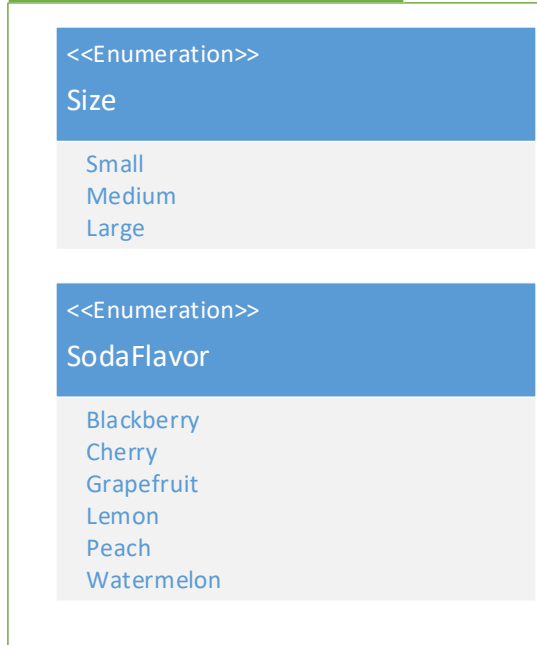 <<Enumeration>>
Size
Small
Medium
Large
<<Enumeration>>
SodaFlavor
Blackberry
Cherry
Grapefruit
Lemon
Peach
Watermelon